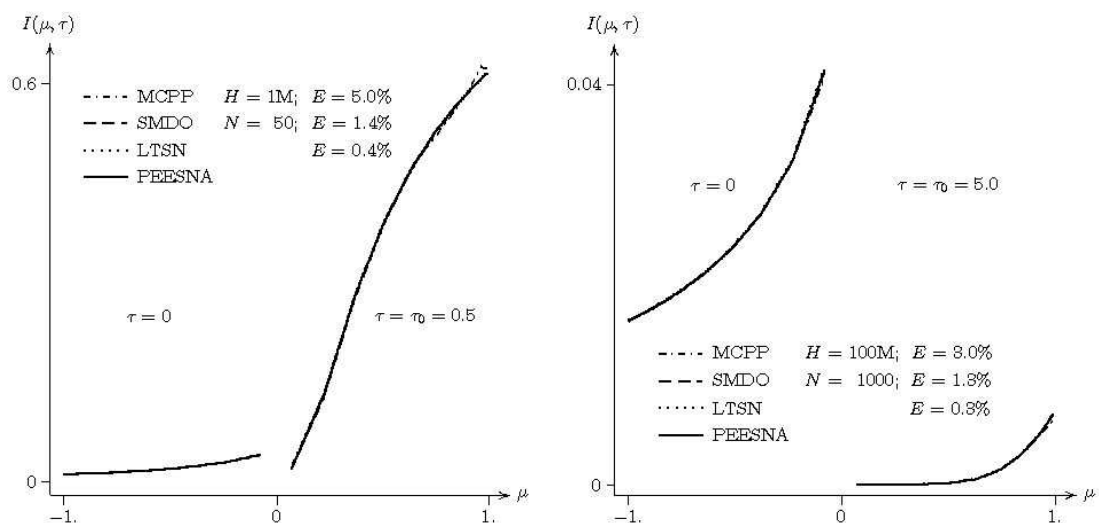 I(μ, τ)
0.6
MCPP H = 1M; E = 5.0%
SMDO N = 50; E = 1.4%
LTSN E = 0.4%
PEESNA
τ = 0
τ = τ₀ = 0.5
0
−1. 0 1. μ
I(μ, τ)
0.04
τ = 0
τ = τ₀ = 5.0
MCPP H = 100M; E = 3.0%
SMDO N = 1000; E = 1.3%
LTSN E = 0.3%
PEESNA
0
−1. 0 1. μ